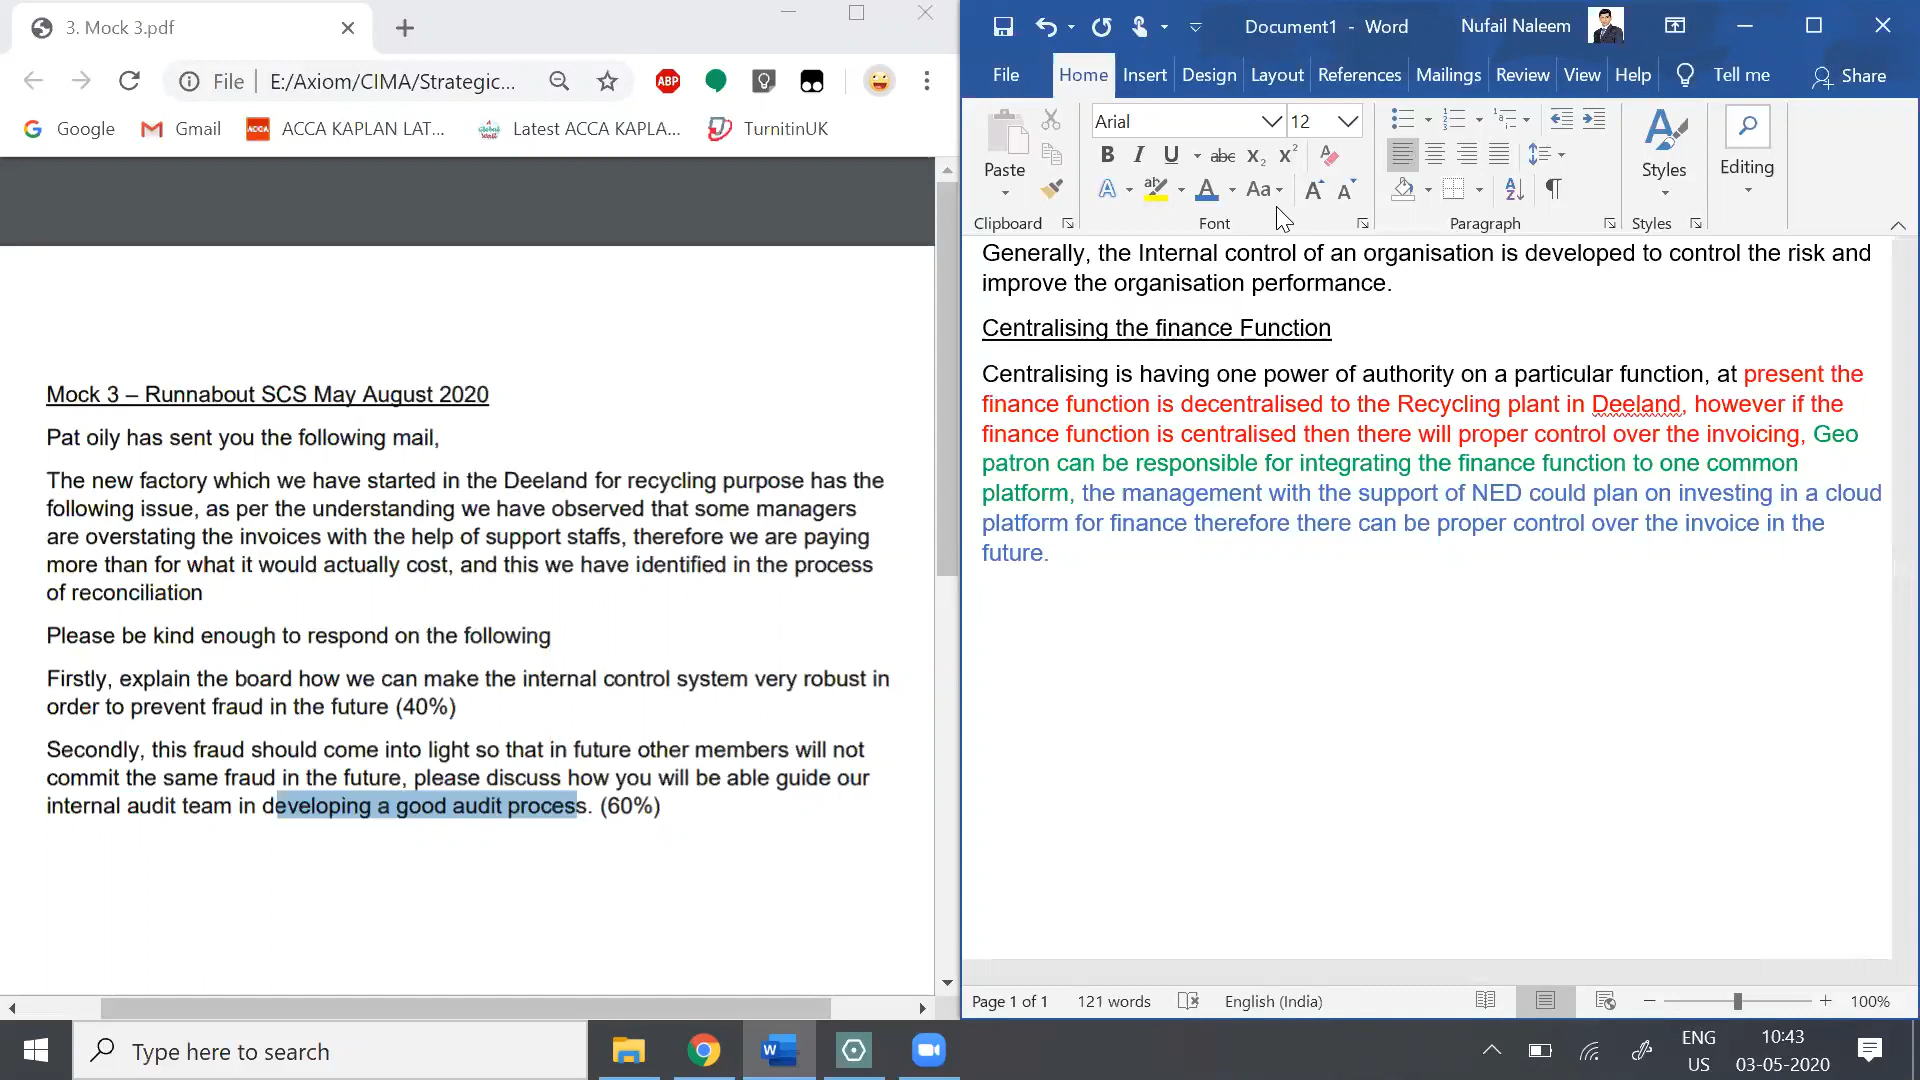 3. Mock 3.pdf
File
E:/Axiom/CIMA/Strategic...
ABP
Google
Gmail
ACCA
ACCA KAPLAN LAT...
Latest ACCA KAPLA...
TurnitinUK
Mock 3 – Runnabout SCS May August 2020
Pat oily has sent you the following mail,
The new factory which we have started in the Deeland for recycling purpose has the
following issue, as per the understanding we have observed that some managers
are overstating the invoices with the help of support staffs, therefore we are paying
more than for what it would actually cost, and this we have identified in the process
of reconciliation
Please be kind enough to respond on the following
Firstly, explain the board how we can make the internal control system very robust in
order to prevent fraud in the future (40%)
Secondly, this fraud should come into light so that in future other members will not
commit the same fraud in the future, please discuss how you will be able guide our
internal audit team in developing a good audit process. (60%)
Document1 - Word
Nufail Naleem
File Home Insert Design Layout References Mailings Review View Help Tell me Share
Arial 12
Paste
Styles
Editing
Clipboard
Font
Paragraph
Styles
Generally, the Internal control of an organisation is developed to control the risk and
improve the organisation performance.
Centralising the finance Function
Centralising is having one power of authority on a particular function, at present the
finance function is decentralised to the Recycling plant in Deeland, however if the
finance function is centralised then there will proper control over the invoicing, Geo
patron can be responsible for integrating the finance function to one common
platform, the management with the support of NED could plan on investing in a cloud
platform for finance therefore there can be proper control over the invoice in the
future.
Page 1 of 1
121 words
English (India)
100%
Type here to search
ENG
US
10:43
03-05-2020